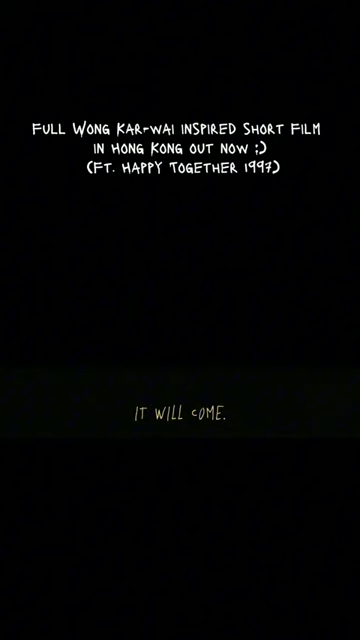 FULL WONG KAR-WAI INSPIRED SHORT FILM
IN HONG KONG OUT NOW ;)
(FT. HAPPY TOGETHER 1997)
IT WILL COME.